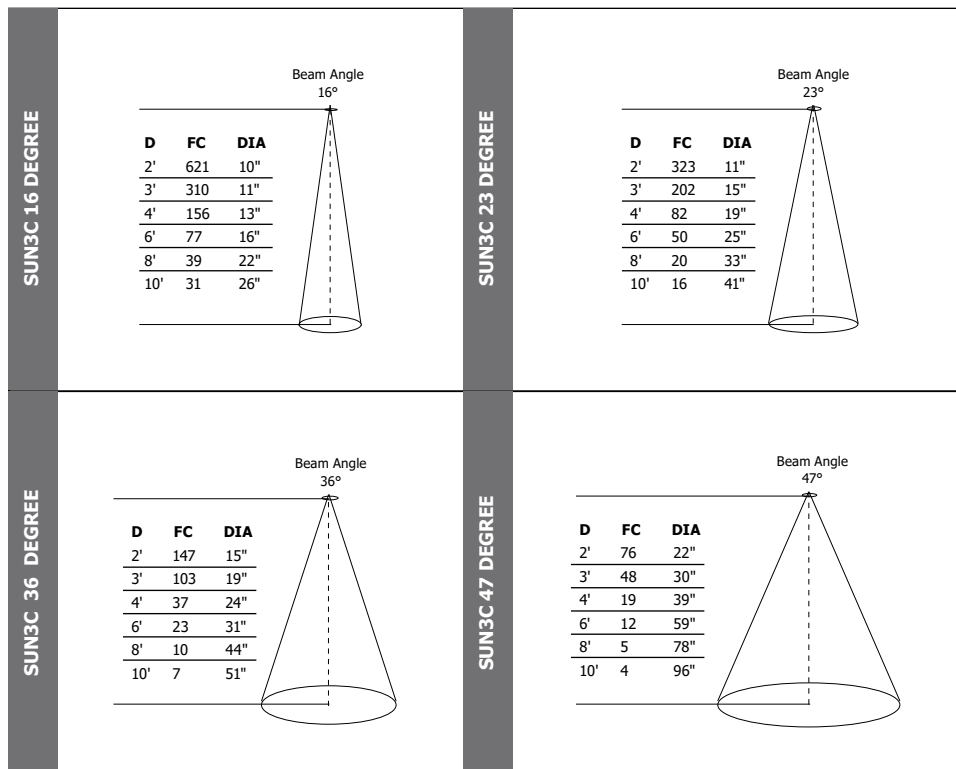 SUN3C 16 DEGREE
Beam Angle
16°
D FC DIA
2' 621 10"
3' 310 11"
4' 156 13"
6' 77 16"
8' 39 22"
10' 31 26"
SUN3C 23 DEGREE
Beam Angle
23°
D FC DIA
2' 323 11"
3' 202 15"
4' 82 19"
6' 50 25"
8' 20 33"
10' 16 41"
SUN3C 36 DEGREE
Beam Angle
36°
D FC DIA
2' 147 15"
3' 103 19"
4' 37 24"
6' 23 31"
8' 10 44"
10' 7 51"
SUN3C 47 DEGREE
Beam Angle
47°
D FC DIA
2' 76 22"
3' 48 30"
4' 19 39"
6' 12 59"
8' 5 78"
10' 4 96"